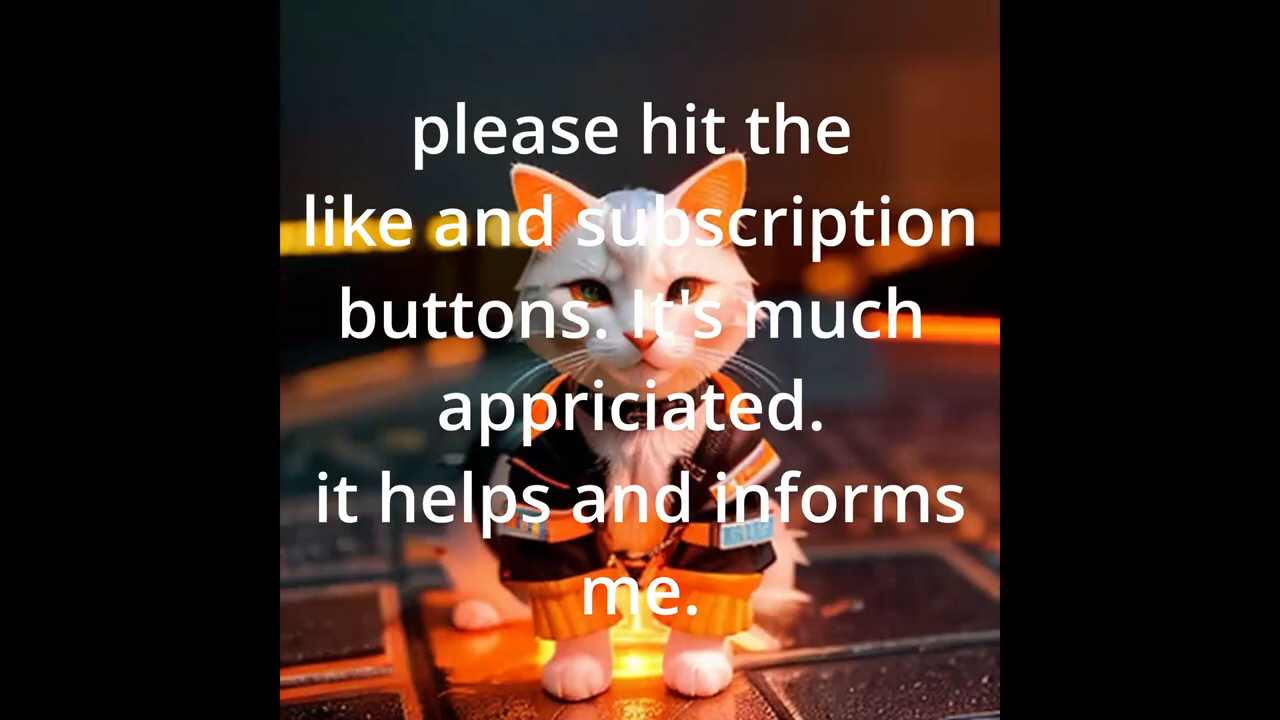 please hit the
like and subscription
buttons. It's much
appriciated.
it helps and informs
me.